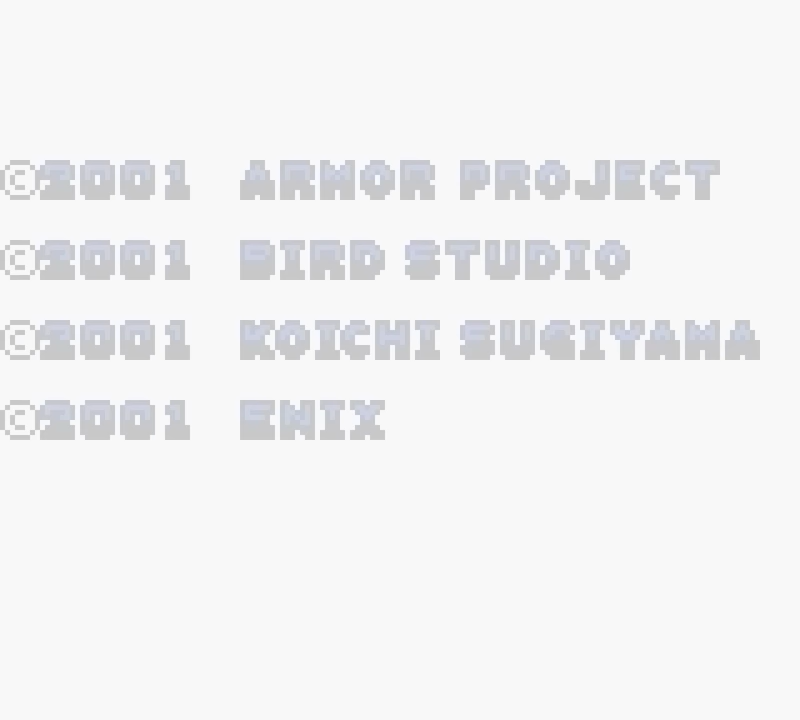 ©2001 ARMOR PROJECT
©2001 BIRD STUDIO
©2001 KOICHI SUGIYAMA
©2001 ENIX